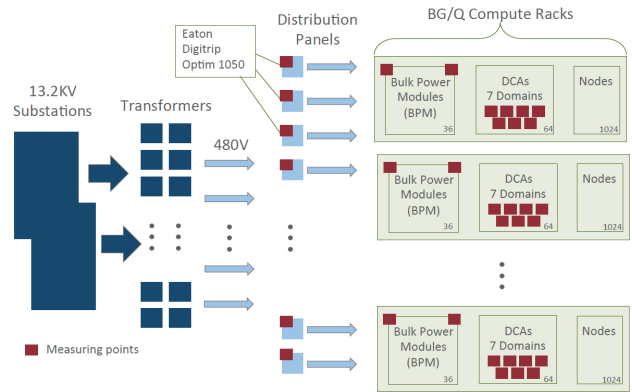 Distribution
Panels
BG/Q Compute Racks
Eaton
Digitrip
Optim 1050
13.2KV
Substations
Transformers
480V
Bulk Power
Modules
(BPM)
36
DCAs
7 Domains
64
Nodes
1024
Bulk Power
Modules
(BPM)
36
DCAs
7 Domains
64
Nodes
1024
Bulk Power
Modules
(BPM)
36
DCAs
7 Domains
64
Nodes
1024
Measuring points